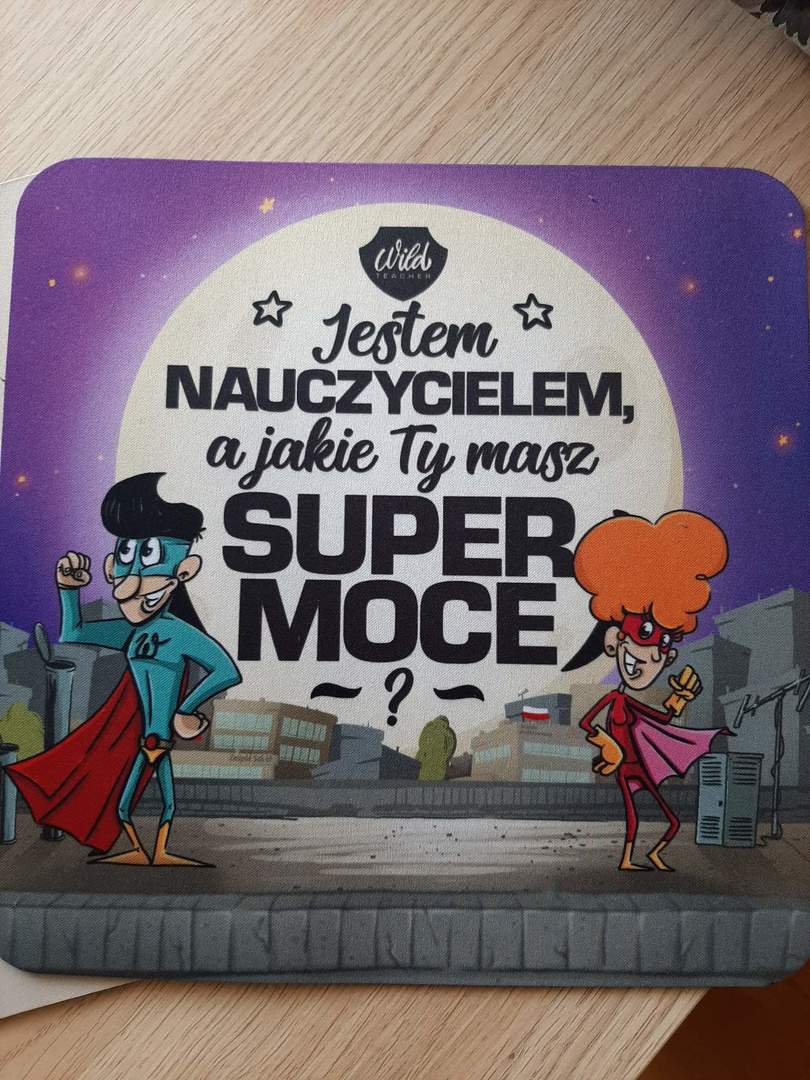 Wild
TEACHER
Jestem
NAUCZYCIELEM,
a jakie Ty masz
SUPER
MOCE
?
W